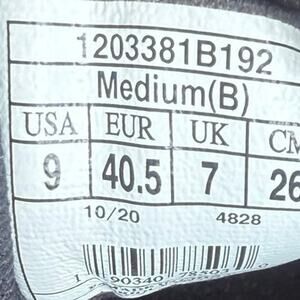 1203381B192
Medium(B)
USA EUR UK CM
9 40.5 7 26
10/20 4828